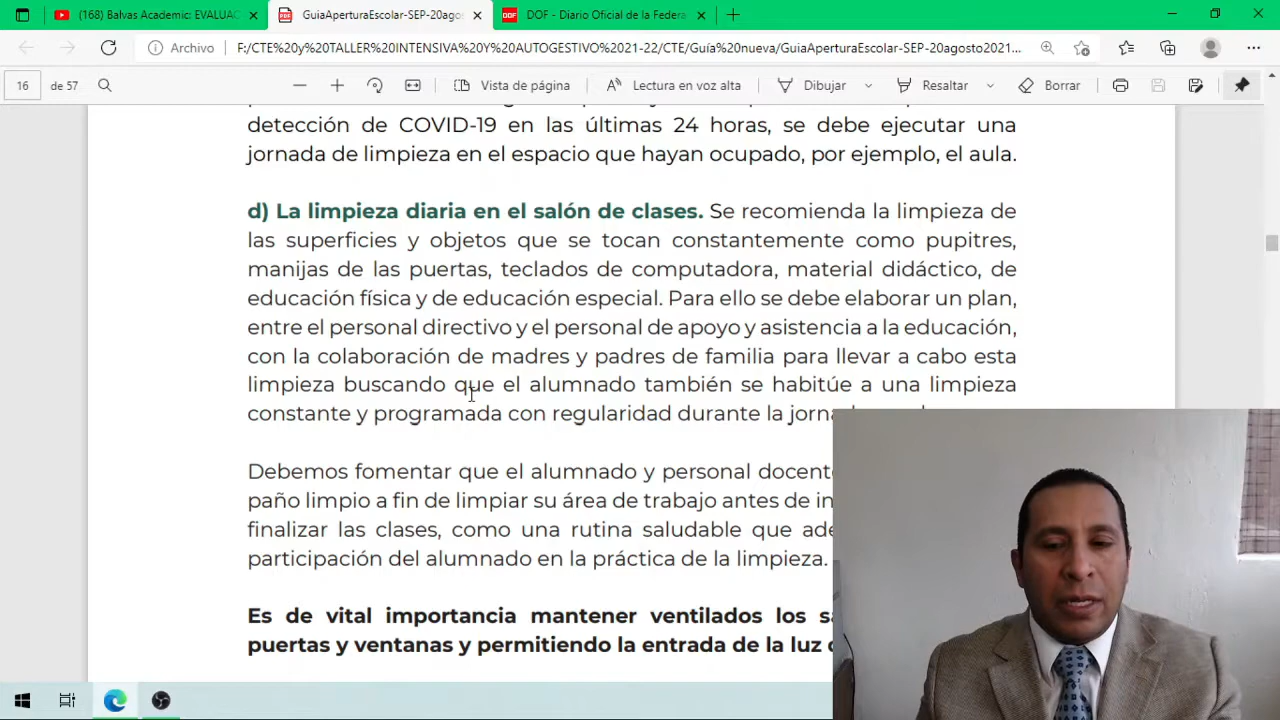 (168) Balvas Academic: EVALUAC
GuiaAperturaEscolar-SEP-20ago
DOF - Diario Oficial de la Federa
Archivo
F:/CTE%20y%20TALLER%20INTENSIVA%20Y%20AUTOGESTIVO%202021-22/CTE/Guía%20nueva/GuiaAperturaEscolar-SEP-20agosto2021...
16 de 57
Vista de página
Lectura en voz alta
Dibujar
Resaltar
Borrar
detección de COVID-19 en las últimas 24 horas, se debe ejecutar una
jornada de limpieza en el espacio que hayan ocupado, por ejemplo, el aula.
d) La limpieza diaria en el salón de clases. Se recomienda la limpieza de
las superficies y objetos que se tocan constantemente como pupitres,
manijas de las puertas, teclados de computadora, material didáctico, de
educación física y de educación especial. Para ello se debe elaborar un plan,
entre el personal directivo y el personal de apoyo y asistencia a la educación,
con la colaboración de madres y padres de familia para llevar a cabo esta
limpieza buscando que el alumnado también se habitúe a una limpieza
constante y programada con regularidad durante la
Debemos fomentar que el alumnado y personal
paño limpio a fin de limpiar su área de trabajo antes de
finalizar las clases, como una rutina saludable que
participación del alumnado en la práctica de la limpieza.
Es de vital importancia mantener ventilados los
puertas y ventanas y permitiendo la entrada de la luz